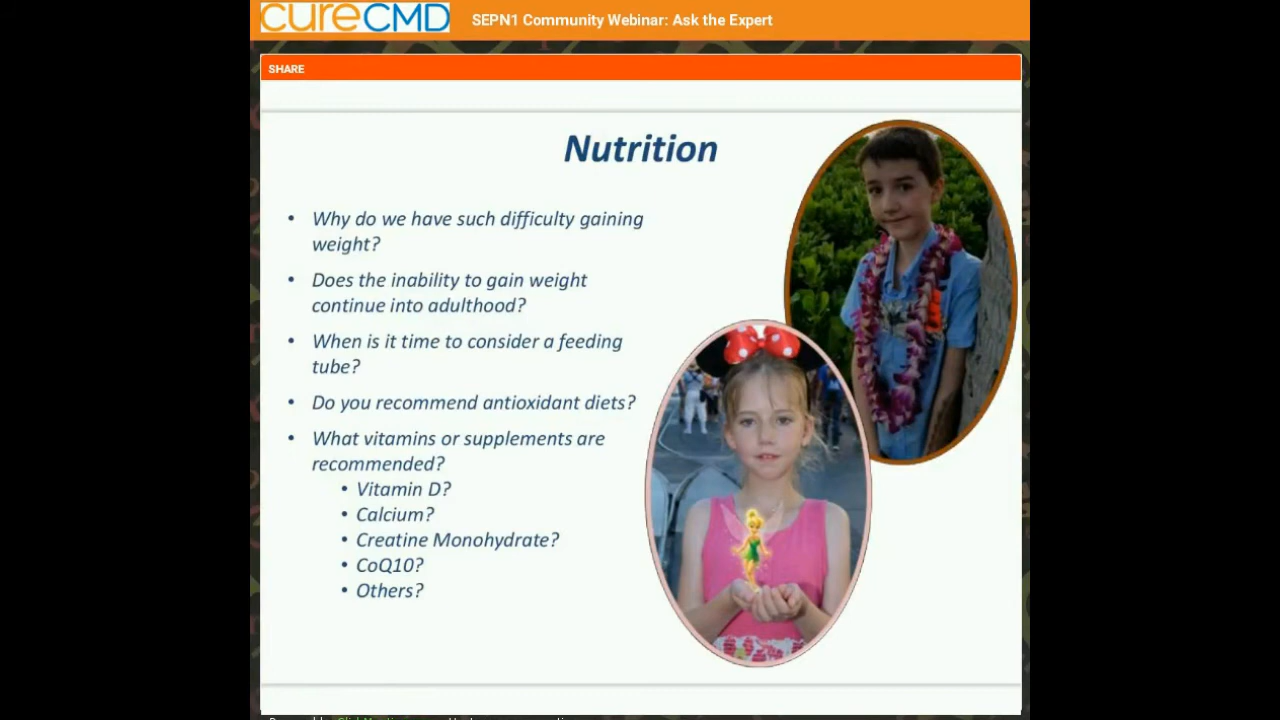 cureCMD SEPN1 Community Webinar: Ask the Expert
SHARE
Nutrition
• Why do we have such difficulty gaining
weight?
• Does the inability to gain weight
continue into adulthood?
• When is it time to consider a feeding
tube?
• Do you recommend antioxidant diets?
• What vitamins or supplements are
recommended?
• Vitamin D?
• Calcium?
• Creatine Monohydrate?
• CoQ10?
• Others?